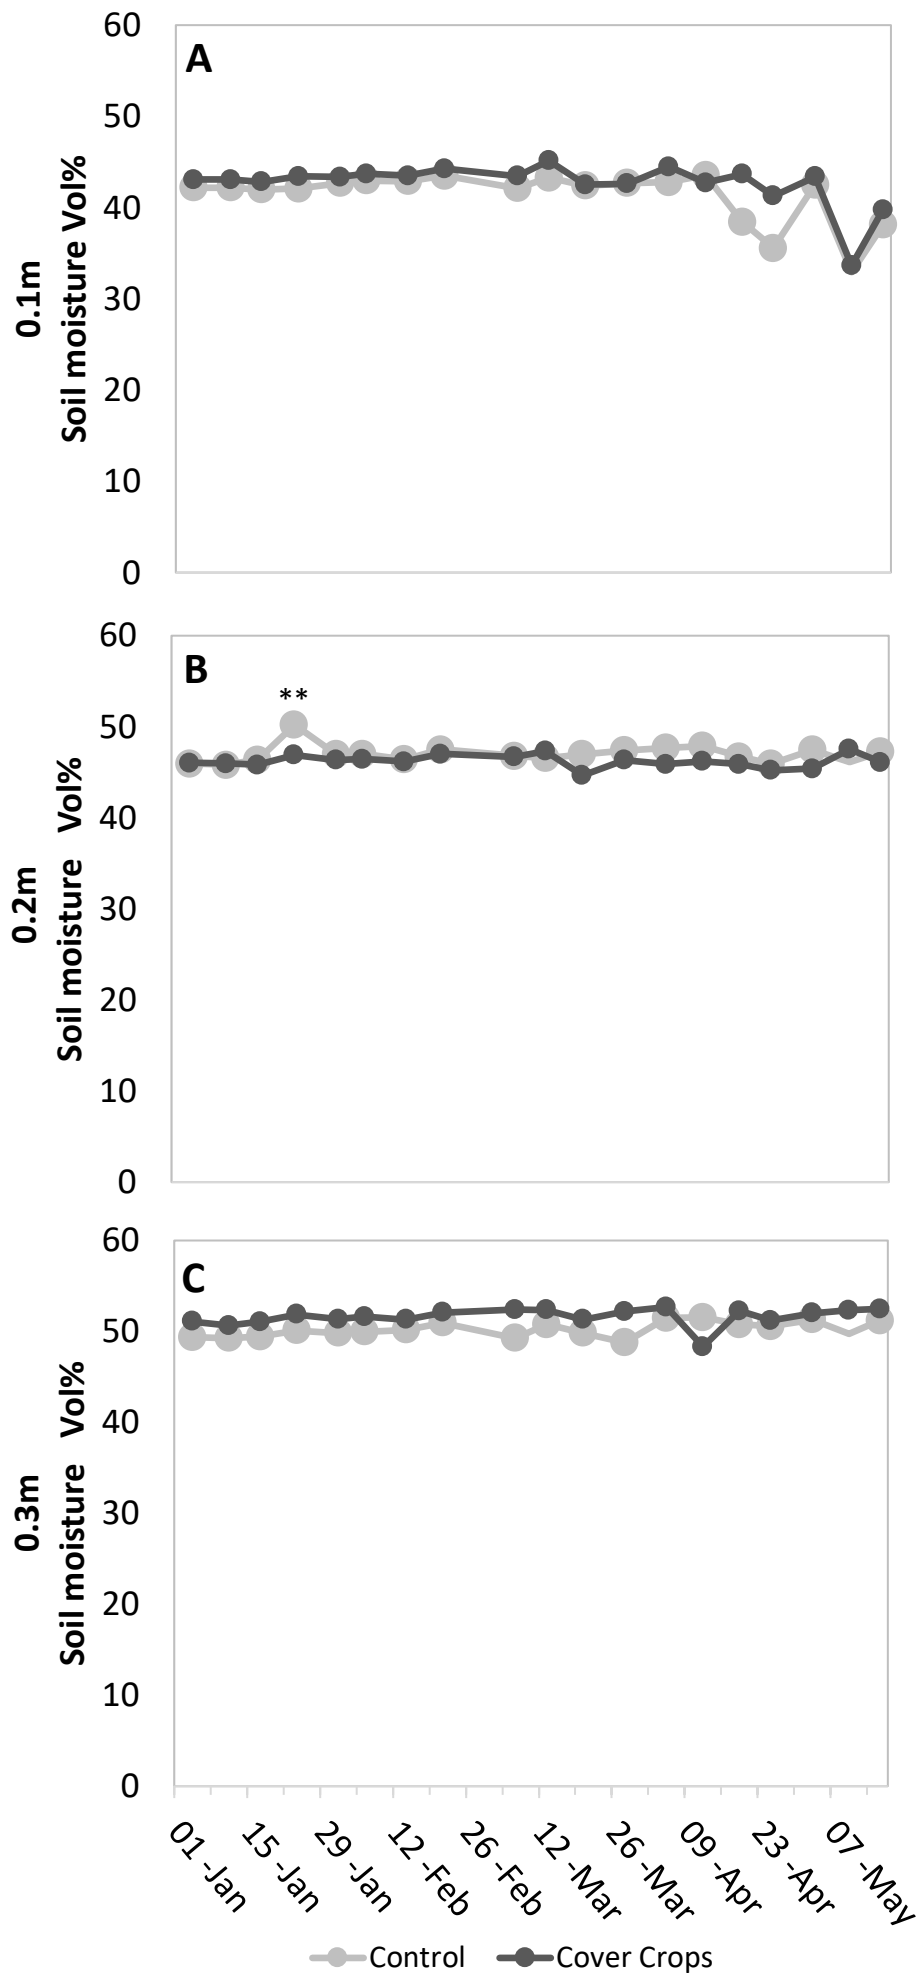 60
A
50
40
30
20
10
0
0.1m
Soil moisture Vol%
60
B
**
50
40
30
20
10
0
0.2m
Soil moisture Vol%
60
C
50
40
30
20
10
0
0.3m
Soil moisture Vol%
01 -Jan
15 -Jan
29 -Jan
12 -Feb
26 -Feb
12 -Mar
26 -Mar
09 -Apr
23 -Apr
07 -May
Control
Cover Crops